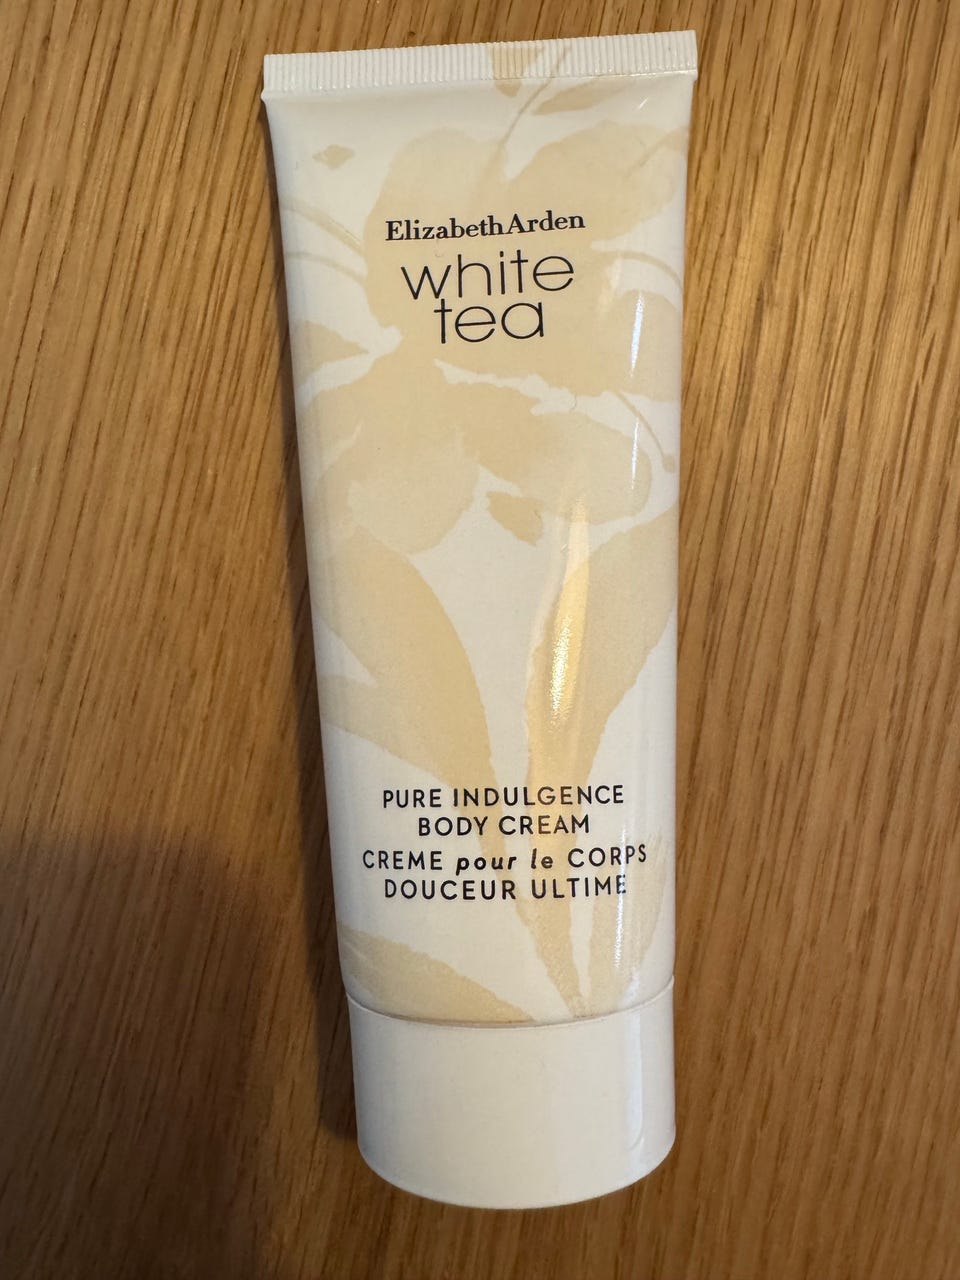 ElizabethArden
white
tea
PURE INDULGENCE
BODY CREAM
CREME pour le CORPS
DOUCEUR ULTIME